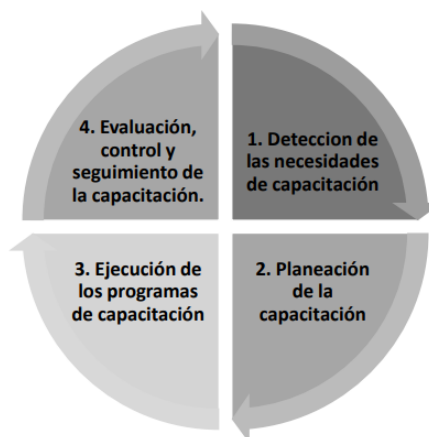 4. Evaluación,
control y
seguimiento de
la capacitación.
1. Deteccion de
las necesidades
de capacitación
3. Ejecución de
los programas
de capacitación
2. Planeación
de la
capacitación